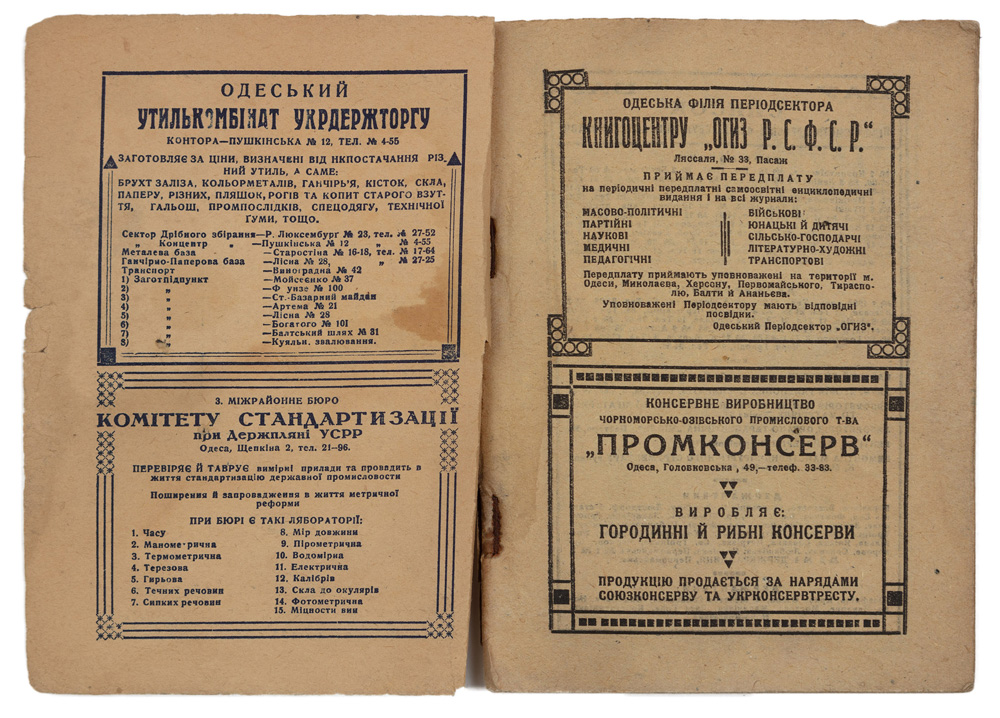 ОДЕСЬКИЙ
УТИЛЬКОМБІНАТ УКРДЕРЖТОРГУ
КОНТОРА—ПУШКІНСЬКА № 12, ТЕЛ. № 4-55
ЗАГОТОВЛЯЄ ЗА ЦІНИ, ВИЗНАЧЕНІ ВІД НКПОСТАЧАННЯ РІЗ-
НИЙ УТИЛЬ, А САМЕ:
БРУХТ ЗАЛІЗА, КОЛЬОРМЕТАЛІВ, ГАНЧІР'Я, КІСТОК, СКЛА,
ПАПЕРУ, РІЗНИХ, ПЛЯШОК, РОГІВ ТА КОПИТ СТАРОГО ВЗУТ-
ТЯ, ГАЛЬОШ, ПРОМПОСЛІДКІВ, СПЕЦОДЯГУ, ТЕХНІЧНОЇ
ҐУМИ, ТОЩО.
Сектор Дрібного збірання—Р. Люксембург № 23, тел. № 27-52
„ Концентр „ —Пушкінська № 12 „ № 4-55
Металева база —Старостіна № 16-18, тел. № 17-64
Ганчірно-Паперова база —Лісна № 28, „ № 27-25
Транспорт —Виноградна № 42
1) Заготпідпункт —Мойсеєнко № 37
2) „ —Ф унзе № 100
3) „ —Ст.-Базарний майдан
4) „ —Артема № 21
5) „ —Лісна № 28
6) „ —Богатого № 101
7) „ —Балтський шлях № 31
8) „ —Куяльн. звалювання.
3. МІЖРАЙОННЕ БЮРО
КОМІТЕТУ СТАНДАРТИЗАЦІЇ
при Держпляні УСРР
Одеса, Щепкіна 2, тел. 21-96.
ПЕРЕВІРЯЄ Й ТАВРУЄ вимірні прилади та провадить в
життя стандартизацію державної промисловости
Поширення й запровадження в життя метричної
реформи
ПРИ БЮРІ Є ТАКІ ЛЯБОРАТОРІЇ:
1. Часу
2. Манометрична
3. Термометрична
4. Терезова
5. Гирьова
6. Течних речовин
7. Сипких речовин
8. Мір довжини
9. Пірометрична
10. Водомірна
11. Електрична
12. Калібрів
13. Скла до окулярів
14. Фотометрична
15. Міцности вин
ОДЕСЬКА ФІЛІЯ ПЕРІОДСЕКТОРА
КНИГОЦЕНТРУ „ОГИЗ Р. С. Ф. С. Р.“
Ляссаля, № 33, Пасаж
ПРИЙМАЄ ПЕРЕДПЛАТУ
на періодичні передплатні самоосвітні енциклопедичні
видання і на всі журнали:
МАСОВО-ПОЛІТИЧНІ
ПАРТІЙНІ
НАУКОВІ
МЕДИЧНІ
ПЕДАГОГІЧНІ
ВІЙСЬКОВІ
ЮНАЦЬКІ Й ДИТЯЧІ
СІЛЬСЬКО-ГОСПОДАРЧІ
ЛІТЕРАТУРНО-ХУДОЖНІ
ТРАНСПОРТОВІ
Передплату приймають уповноважені на території м.
Одеси, Миколаєва, Херсону, Первомайського, Тираспо-
лю, Балти й Ананьєва.
Уповноважені Періодсектору мають відповідні
посвідки.
Одеський Періодсектор „ОГИЗ“.
КОНСЕРВНЕ ВИРОБНИЦТВО
ЧОРНОМОРСЬКО-ОЗІВСЬКОГО ПРОМИСЛОВОГО Т-ВА
„ПРОМКОНСЕРВ“
Одеса, Головковська, 49,—телеф. 33-83.
ВИРОБЛЯЄ:
ГОРОДИННІ Й РИБНІ КОНСЕРВИ
ПРОДУКЦІЮ ПРОДАЄТЬСЯ ЗА НАРЯДАМИ
СОЮЗКОНСЕРВУ ТА УКРКОНСЕРВТРЕСТУ.